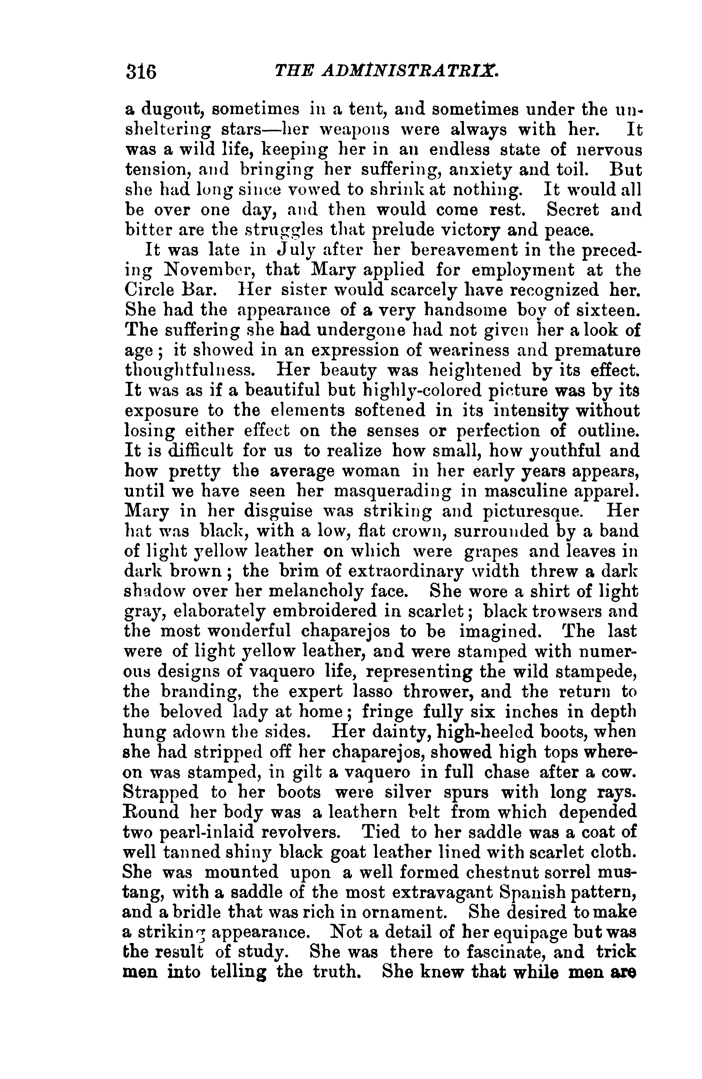 316 THE ADMINISTRATRIX.
a dugout, sometimes in a tent, and sometimes under the un-
sheltering stars—her weapons were always with her. It
was a wild life, keeping her in an endless state of nervous
tension, and bringing her suffering, anxiety and toil. But
she had long since vowed to shrink at nothing. It would all
be over one day, and then would come rest. Secret and
bitter are the struggles that prelude victory and peace.
It was late in July after her bereavement in the preced-
ing November, that Mary applied for employment at the
Circle Bar. Her sister would scarcely have recognized her.
She had the appearance of a very handsome boy of sixteen.
The suffering she had undergone had not given her a look of
age; it showed in an expression of weariness and premature
thoughtfulness. Her beauty was heightened by its effect.
It was as if a beautiful but highly-colored picture was by its
exposure to the elements softened in its intensity without
losing either effect on the senses or perfection of outline.
It is difficult for us to realize how small, how youthful and
how pretty the average woman in her early years appears,
until we have seen her masquerading in masculine apparel.
Mary in her disguise was striking and picturesque. Her
hat was black, with a low, flat crown, surrounded by a band
of light yellow leather on which were grapes and leaves in
dark brown; the brim of extraordinary width threw a dark
shadow over her melancholy face. She wore a shirt of light
gray, elaborately embroidered in scarlet; black trowsers and
the most wonderful chaparejos to be imagined. The last
were of light yellow leather, and were stamped with numer-
ous designs of vaquero life, representing the wild stampede,
the branding, the expert lasso thrower, and the return to
the beloved lady at home; fringe fully six inches in depth
hung adown the sides. Her dainty, high-heeled boots, when
she had stripped off her chaparejos, showed high tops where-
on was stamped, in gilt a vaquero in full chase after a cow.
Strapped to her boots were silver spurs with long rays.
Round her body was a leathern belt from which depended
two pearl-inlaid revolvers. Tied to her saddle was a coat of
well tanned shiny black goat leather lined with scarlet cloth.
She was mounted upon a well formed chestnut sorrel mus-
tang, with a saddle of the most extravagant Spanish pattern,
and a bridle that was rich in ornament. She desired to make
a striking appearance. Not a detail of her equipage but was
the result of study. She was there to fascinate, and trick
men into telling the truth. She knew that while men are